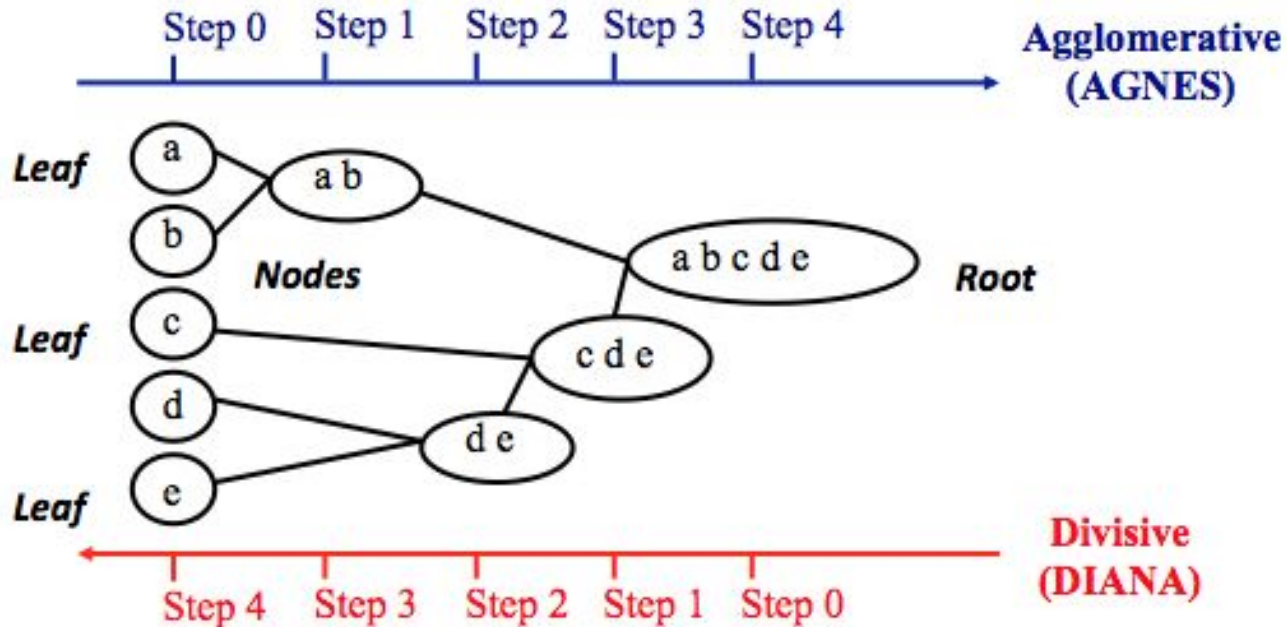 Step 0 Step 1 Step 2 Step 3 Step 4
Agglomerative
(AGNES)
Leaf
a
a b
b
Nodes
a b c d e
Root
Leaf
c
c d e
d
d e
Leaf
e
Divisive
(DIANA)
Step 4 Step 3 Step 2 Step 1 Step 0